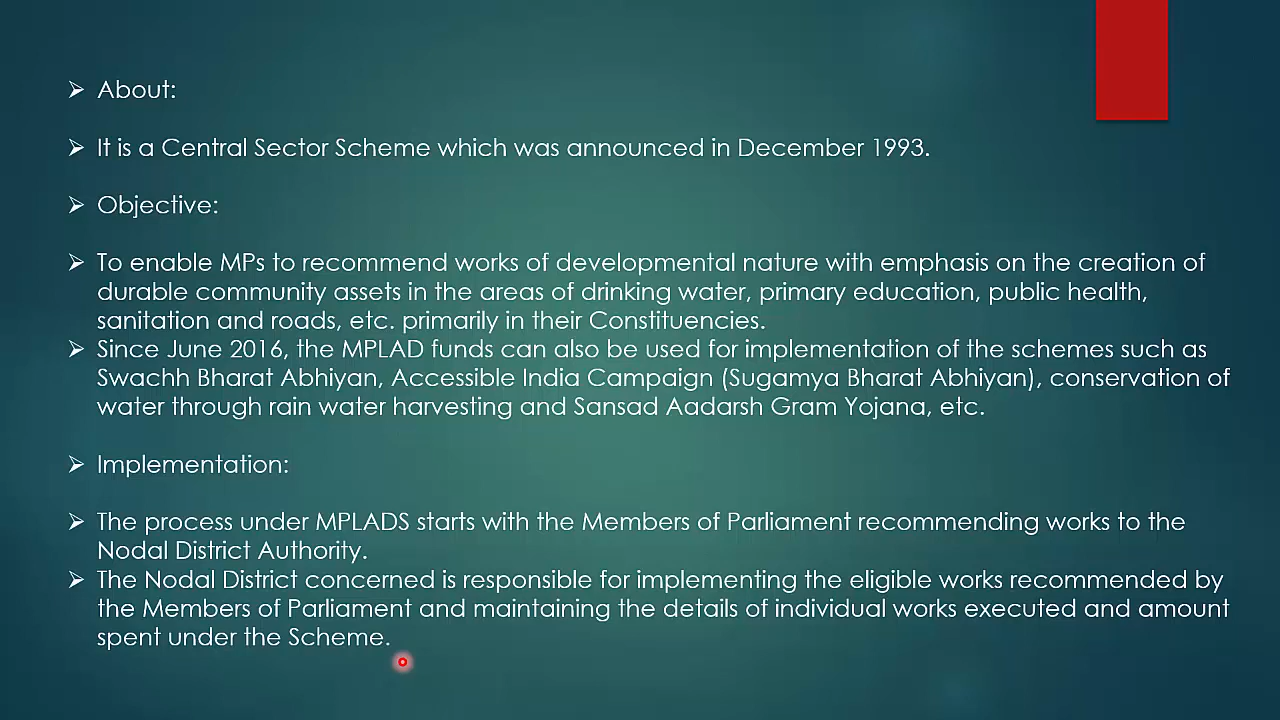 ➢ About:
➢ It is a Central Sector Scheme which was announced in December 1993.
➢ Objective:
➢ To enable MPs to recommend works of developmental nature with emphasis on the creation of
durable community assets in the areas of drinking water, primary education, public health,
sanitation and roads, etc. primarily in their Constituencies.
➢ Since June 2016, the MPLAD funds can also be used for implementation of the schemes such as
Swachh Bharat Abhiyan, Accessible India Campaign (Sugamya Bharat Abhiyan), conservation of
water through rain water harvesting and Sansad Aadarsh Gram Yojana, etc.
➢ Implementation:
➢ The process under MPLADS starts with the Members of Parliament recommending works to the
Nodal District Authority.
➢ The Nodal District concerned is responsible for implementing the eligible works recommended by
the Members of Parliament and maintaining the details of individual works executed and amount
spent under the Scheme.